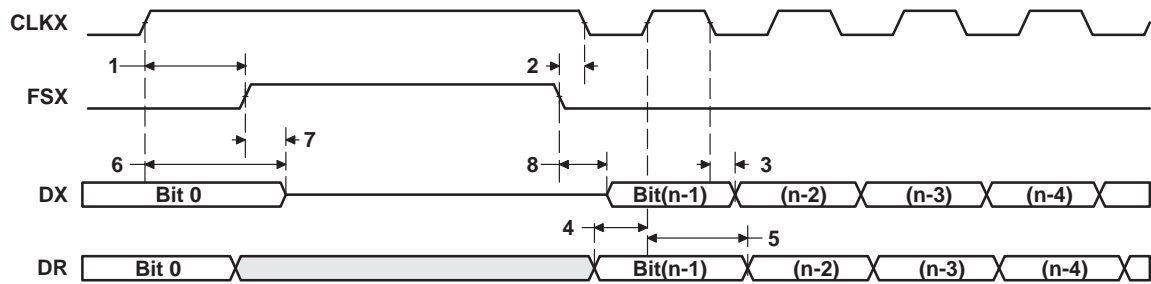 CLKX
1 2
FSX
7
6 8 3
DX Bit 0 Bit(n-1) (n-2) (n-3) (n-4)
4 5
DR Bit 0 Bit(n-1) (n-2) (n-3) (n-4)